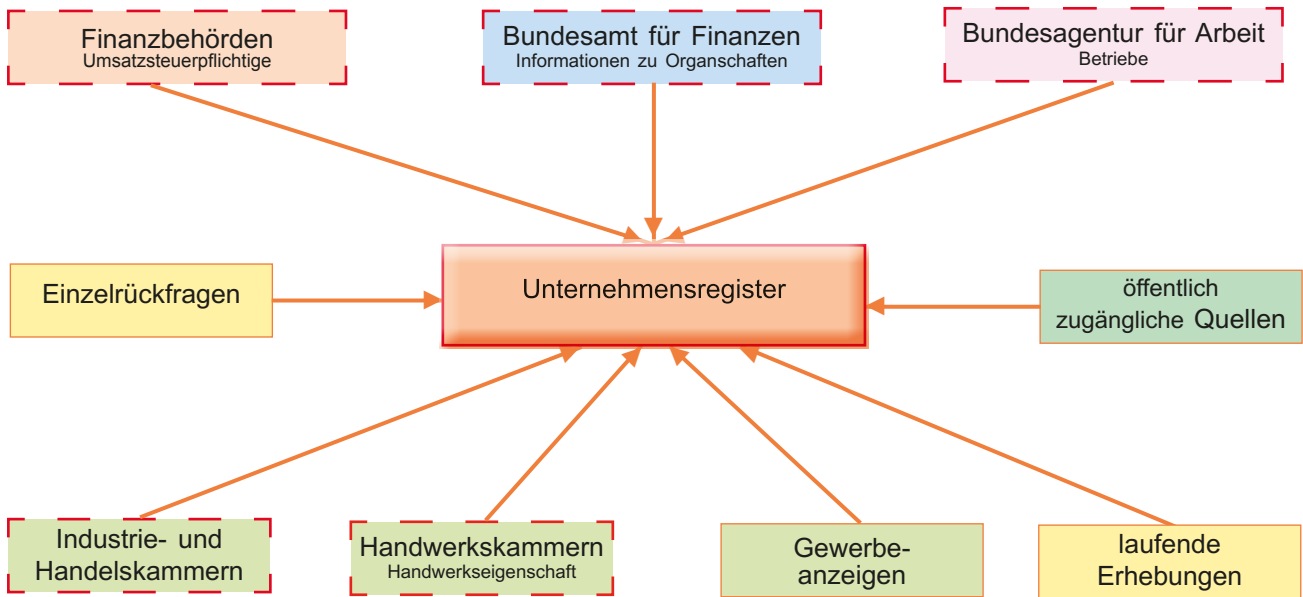 Finanzbehörden
Umsatzsteuerpflichtige
Bundesamt für Finanzen
Informationen zu Organschaften
Bundesagentur für Arbeit
Betriebe
Einzelrückfragen
Unternehmensregister
öffentlich
zugängliche Quellen
Industrie- und
Handelskammern
Handwerkskammern
Handwerkseigenschaft
Gewerbe-
anzeigen
laufende
Erhebungen